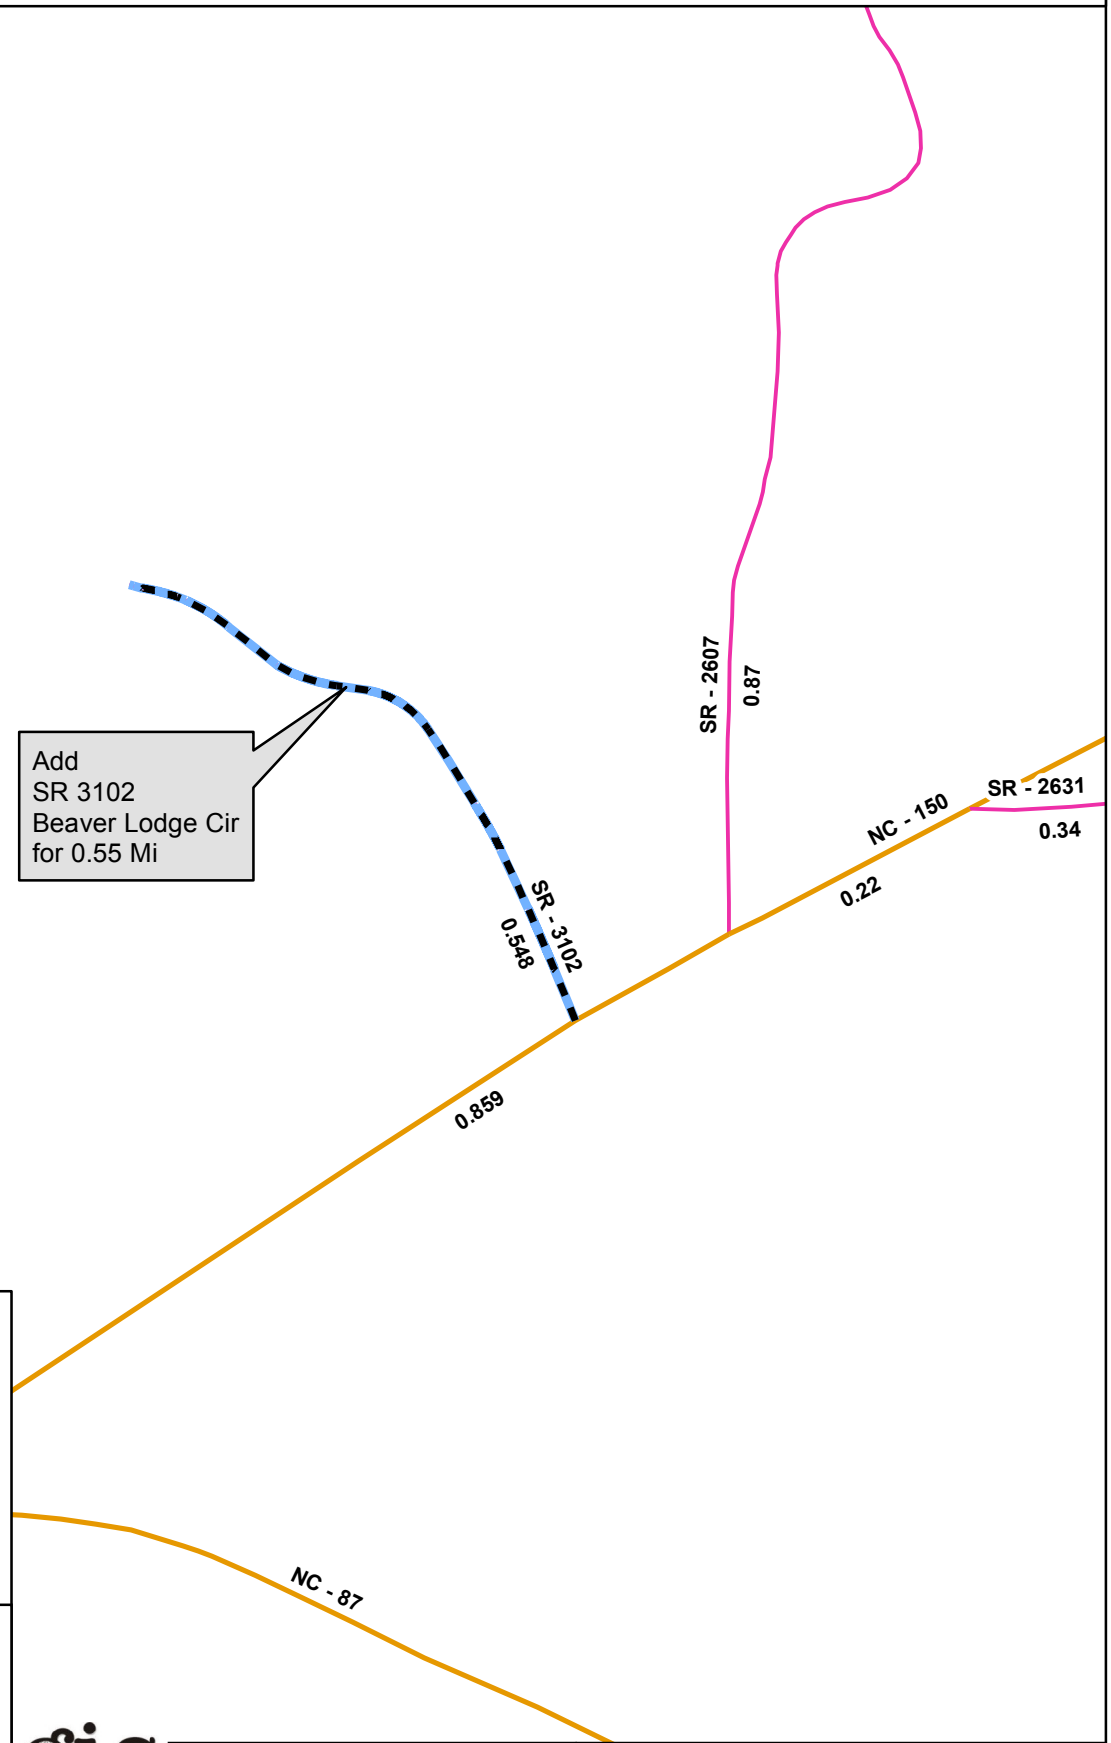 SR - 2607
0.87
Add
SR 3102
Beaver Lodge Cir
for 0.55 Mi
SR - 2631
0.34
NC - 150
0.22
SR - 3102
0.548
0.859
NC - 87